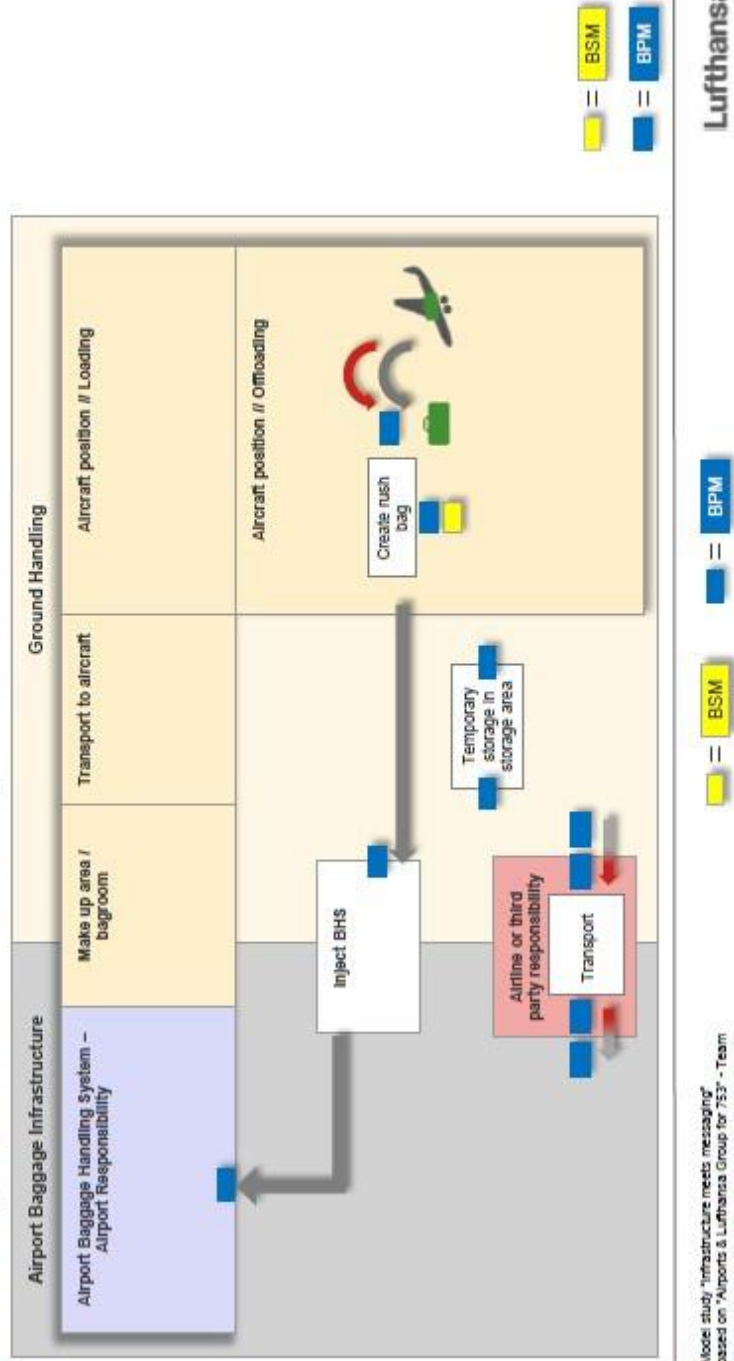 Airport Baggage Infrastructure
Ground Handling
Airport Baggage Handling System –
Airport Responsibility
Make up area /
bagroom
Transport to aircraft
Aircraft position // Loading
Aircraft position // Offloading
Inject BHS
Create rush
bag
Temporary
storage in
storage area
Airline or third
party responsibility
Transport
= BSM
= BPM
Model study "Infrastructure meets messaging"
based on "Airports & Lufthansa Group for 753" - Team
= BSM
= BPM
Lufthansa